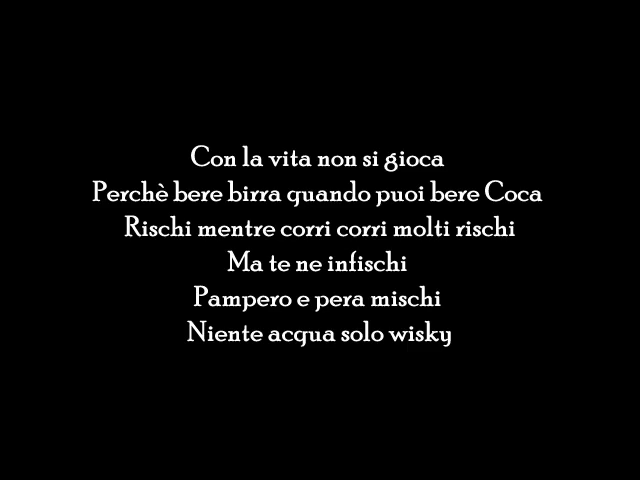 Con la vita non si gioca
Perchè bere birra quando puoi bere Coca
Rischi mentre corri corri molti rischi
Ma te ne infischi
Pampero e pera mischi
Niente acqua solo wisky